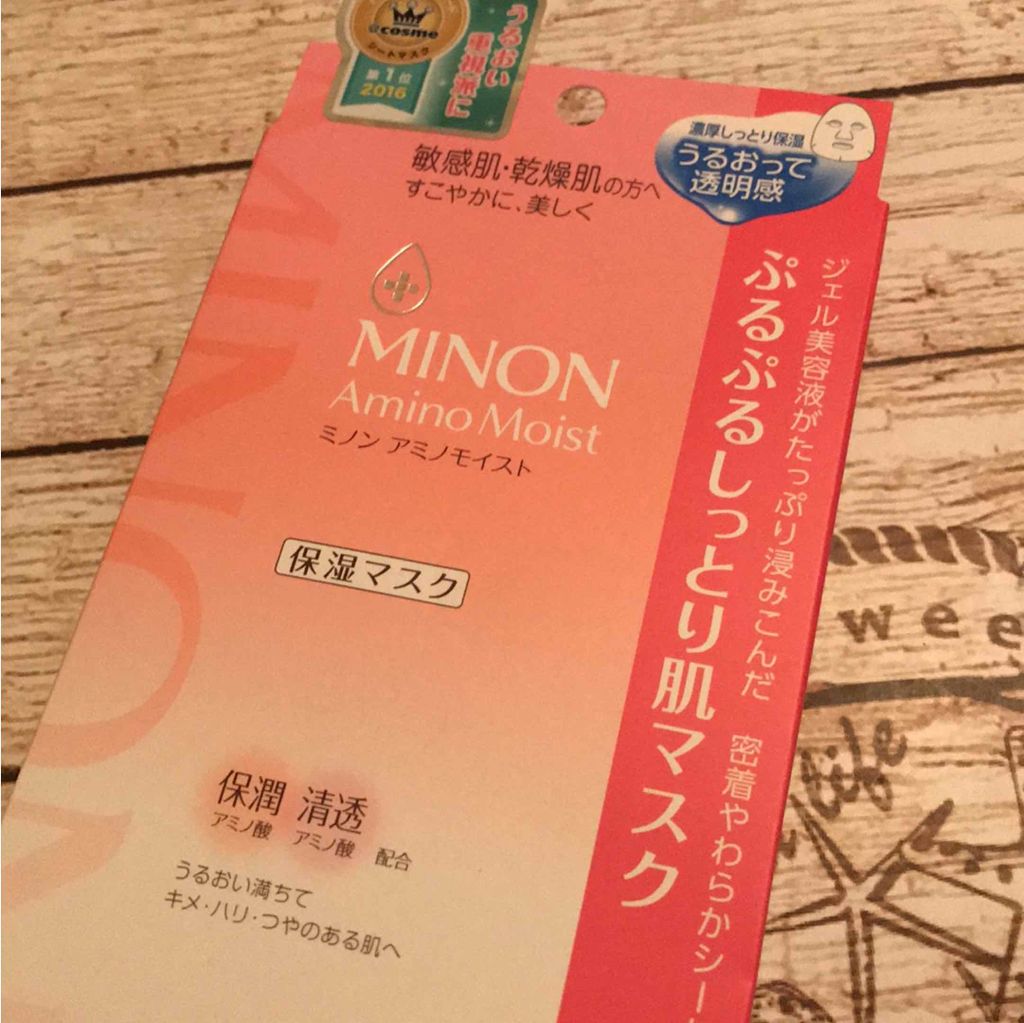 @cosme
シートマスク
第1位
2016
うるおい
重視派に
敏感肌・乾燥肌の方へ
すこやかに、美しく
濃厚しっとり保湿
うるおって
透明感
MINON
Amino Moist
ミノン アミノモイスト
保湿マスク
ジェル美容液がたっぷり浸みこんだ 密着やわらかシー
ぷるぷるしっとり肌マスク
保潤 清透
アミノ酸 アミノ酸 配合
うるおい満ちて
キメ・ハリ・つやのある肌へ
MINON
wee
life